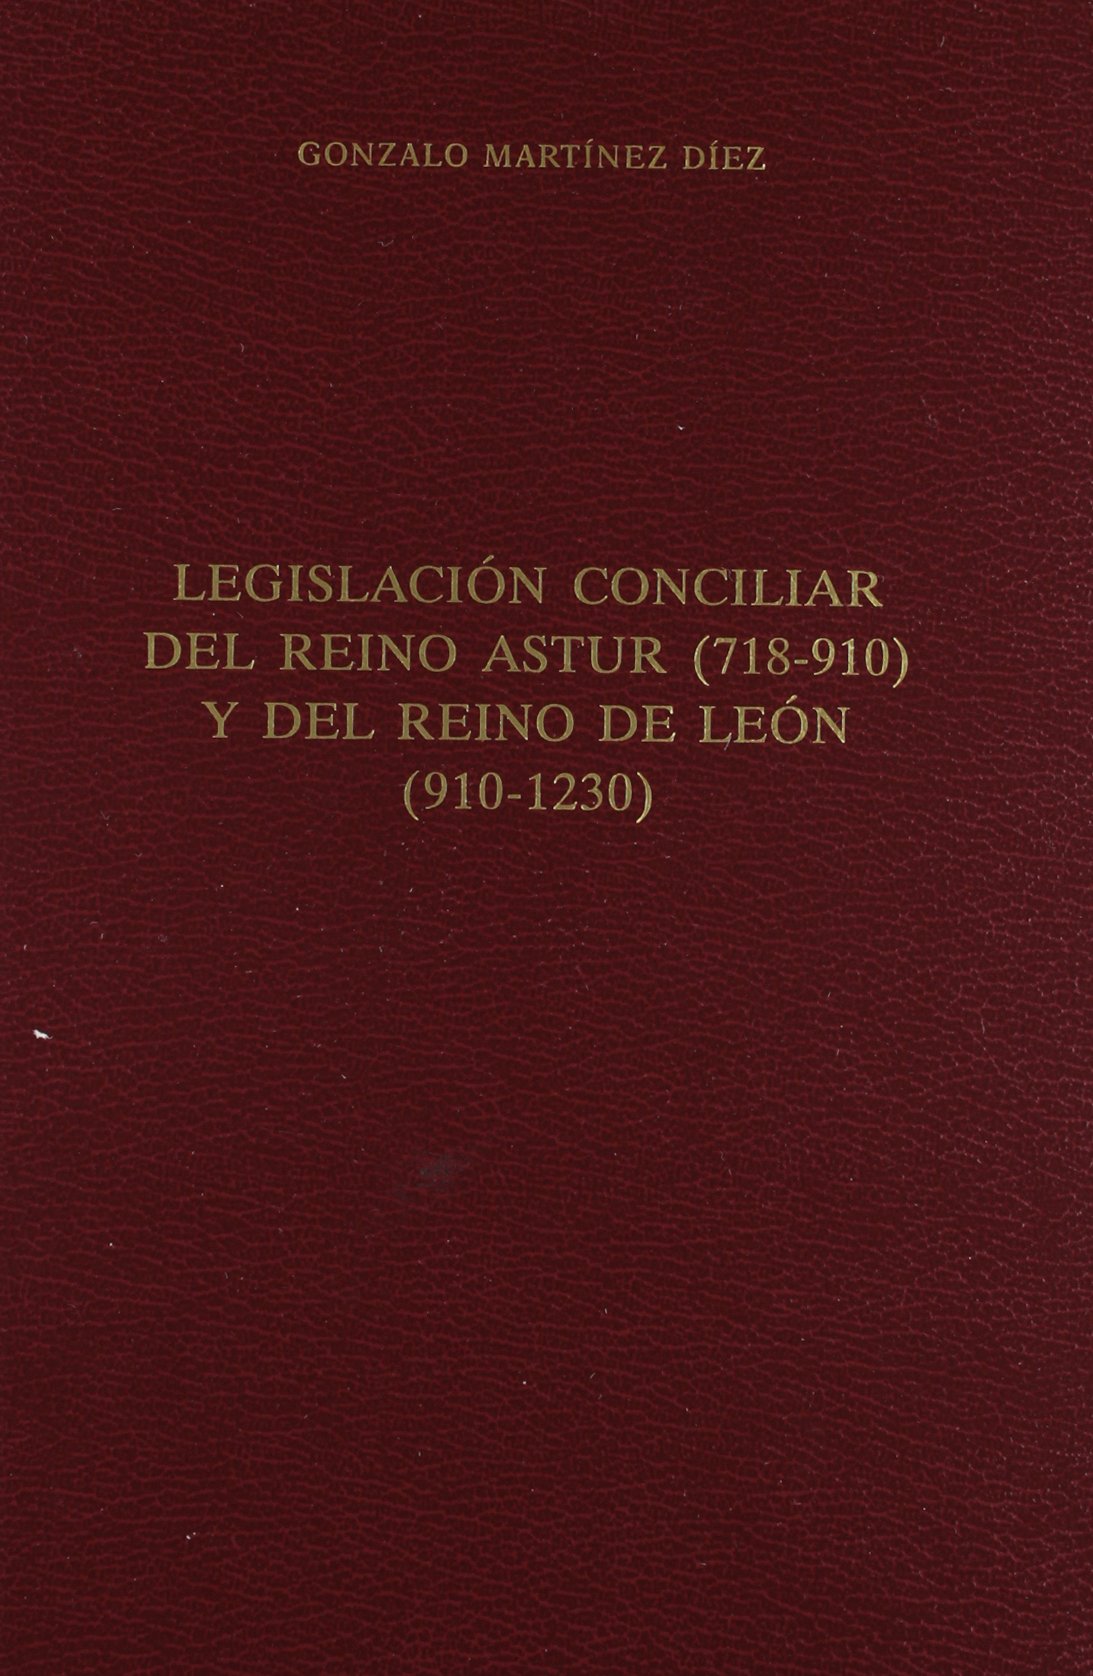 GONZALO MARTÍNEZ DÍEZ
LEGISLACIÓN CONCILIAR
DEL REINO ASTUR (718-910)
Y DEL REINO DE LEÓN
(910-1230)